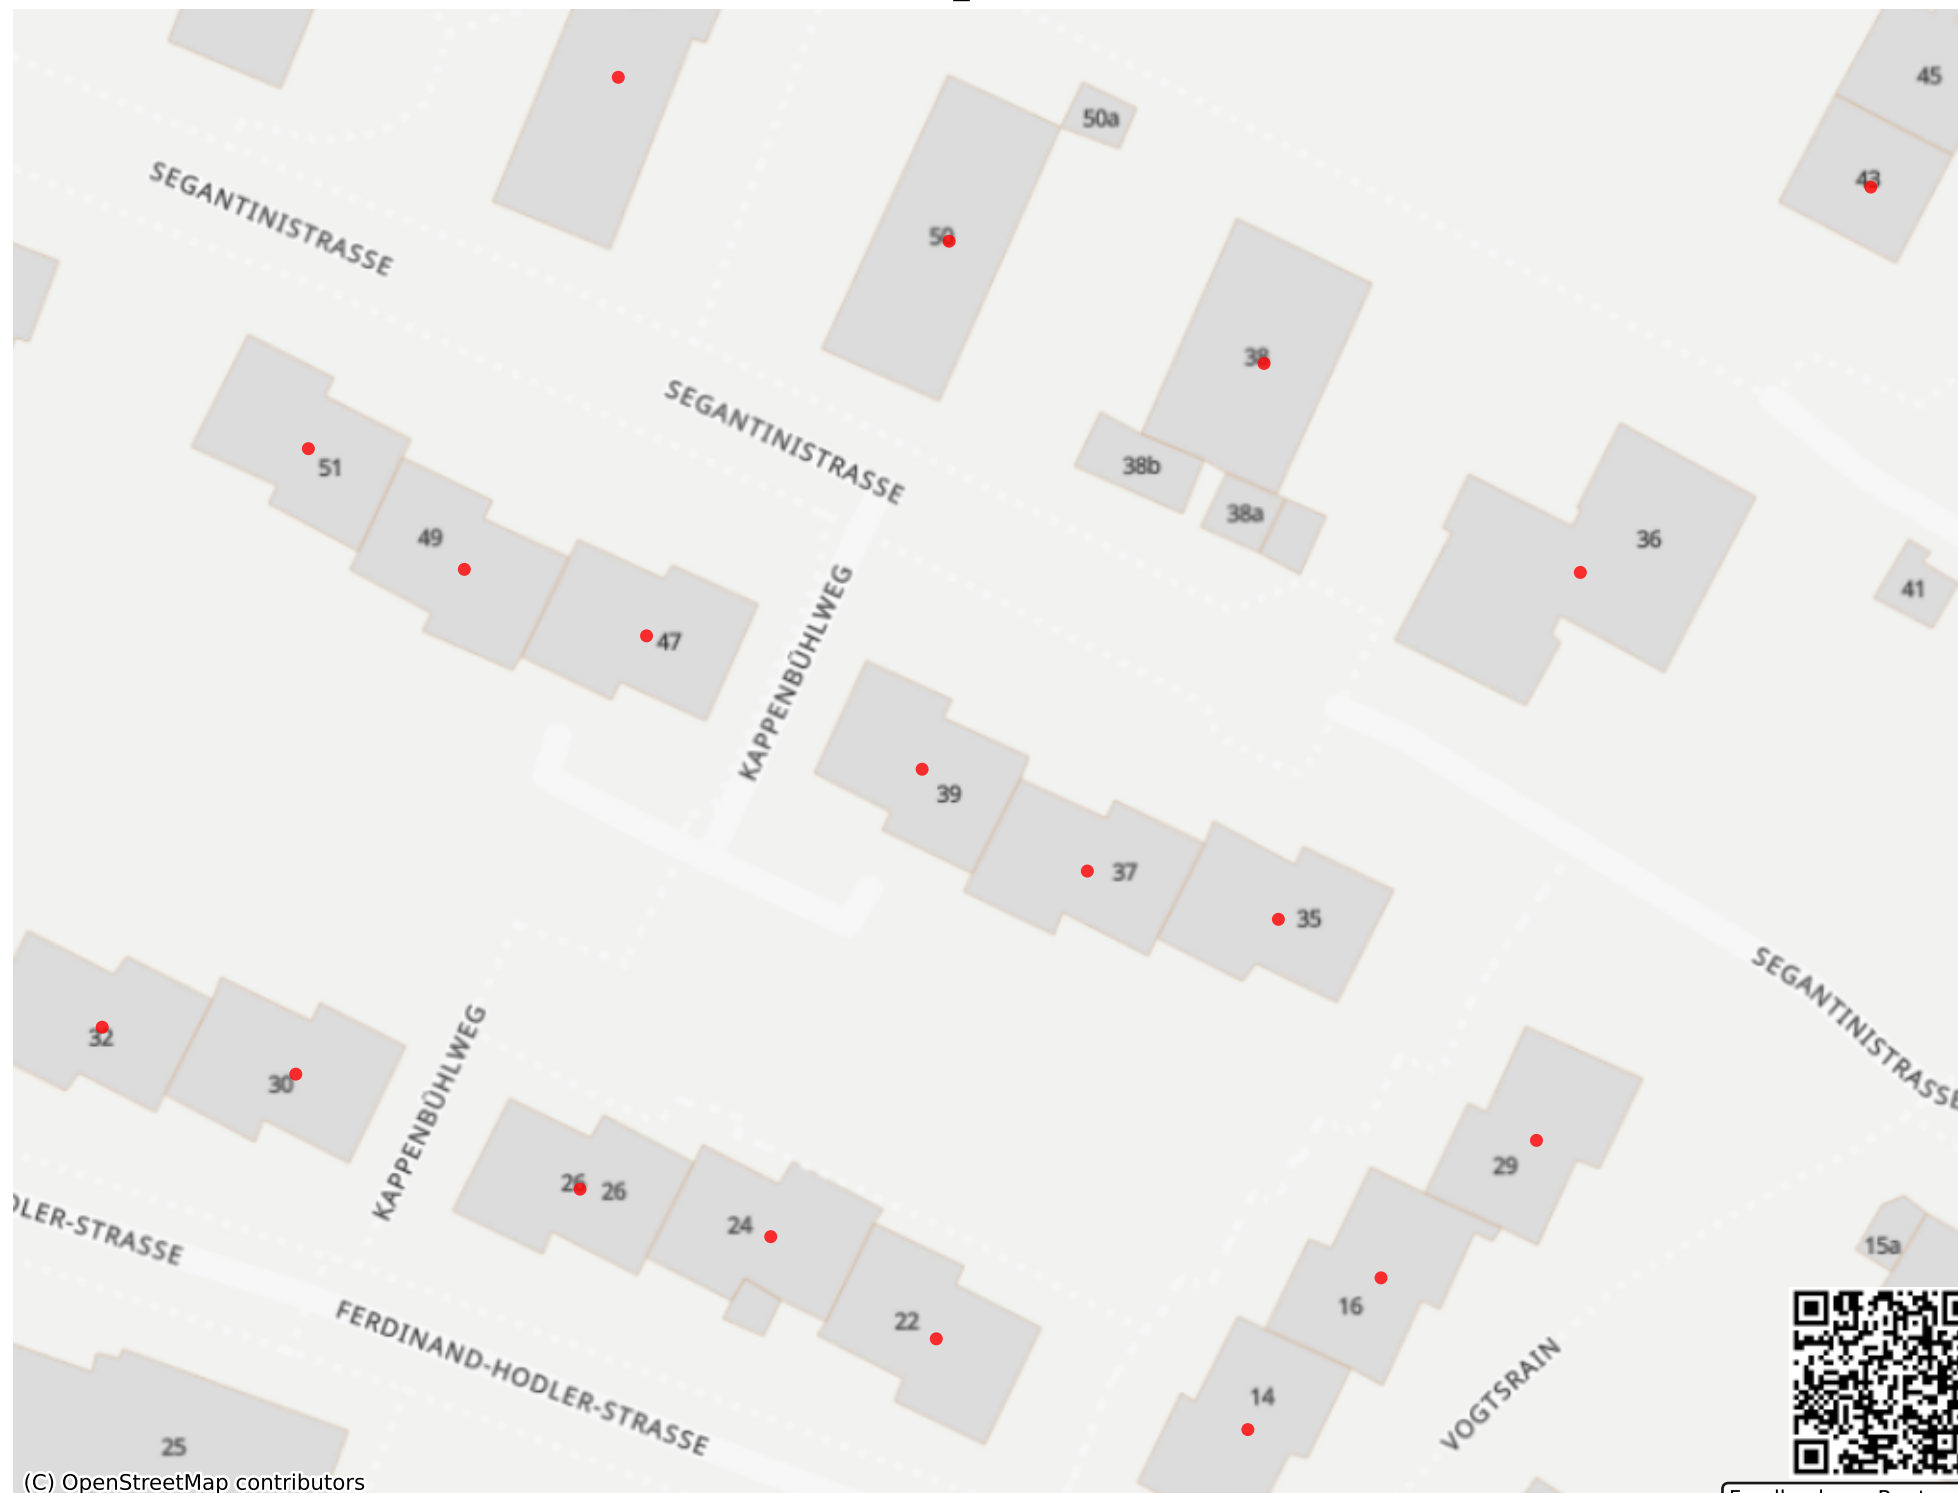 45
50a
SEGANTINISTRASSE
43
50
38
SEGANTINISTRASSE
51
38b
38a
49
36
41
KAPPENBÜHLWEG
47
39
37
35
SEGANTINISTRASSE
32
30
KAPPENBÜHLWEG
29
26 26
24
DLER-STRASSE
15a
16
22
FERDINAND-HODLER-STRASSE
14
VOGTSRAIN
25
(C) OpenStreetMap contributors